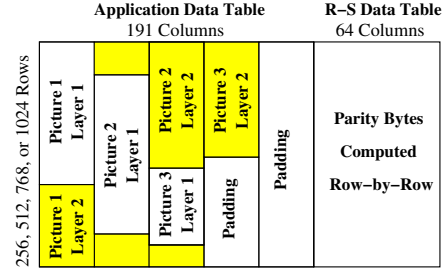 Application Data Table
R−S Data Table
191 Columns
64 Columns
256, 512, 768, or 1024 Rows
Picture 1
Layer 1
Picture 1
Layer 2
Picture 2
Layer 1
Picture 2
Layer 2
Picture 3
Layer 1
Picture 3
Layer 2
Padding
Padding
Parity Bytes
Computed
Row−by−Row